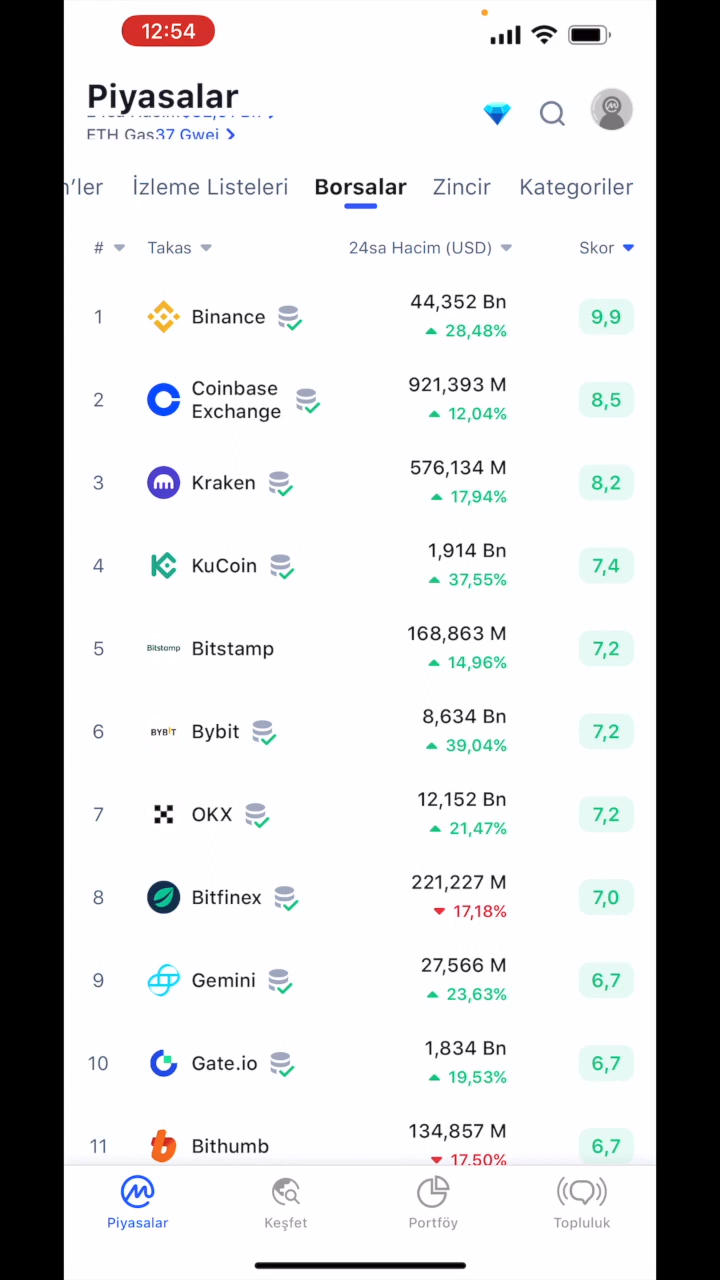 12:54
Piyasalar
ETH Gas37 Gwei
n'ler İzleme Listeleri Borsalar Zincir Kategoriler
# Takas 24sa Hacim (USD) Skor
1 Binance 44,352 Bn 9,9
28,48%
2 Coinbase Exchange 921,393 M 8,5
12,04%
3 Kraken 576,134 M 8,2
17,94%
4 KuCoin 1,914 Bn 7,4
37,55%
5 Bitstamp Bitstamp 168,863 M 7,2
14,96%
6 BYBIT Bybit 8,634 Bn 7,2
39,04%
7 OKX 12,152 Bn 7,2
21,47%
8 Bitfinex 221,227 M 7,0
17,18%
9 Gemini 27,566 M 6,7
23,63%
10 Gate.io 1,834 Bn 6,7
19,53%
11 Bithumb 134,857 M 6,7
17,50%
Piyasalar Keşfet Portföy Topluluk